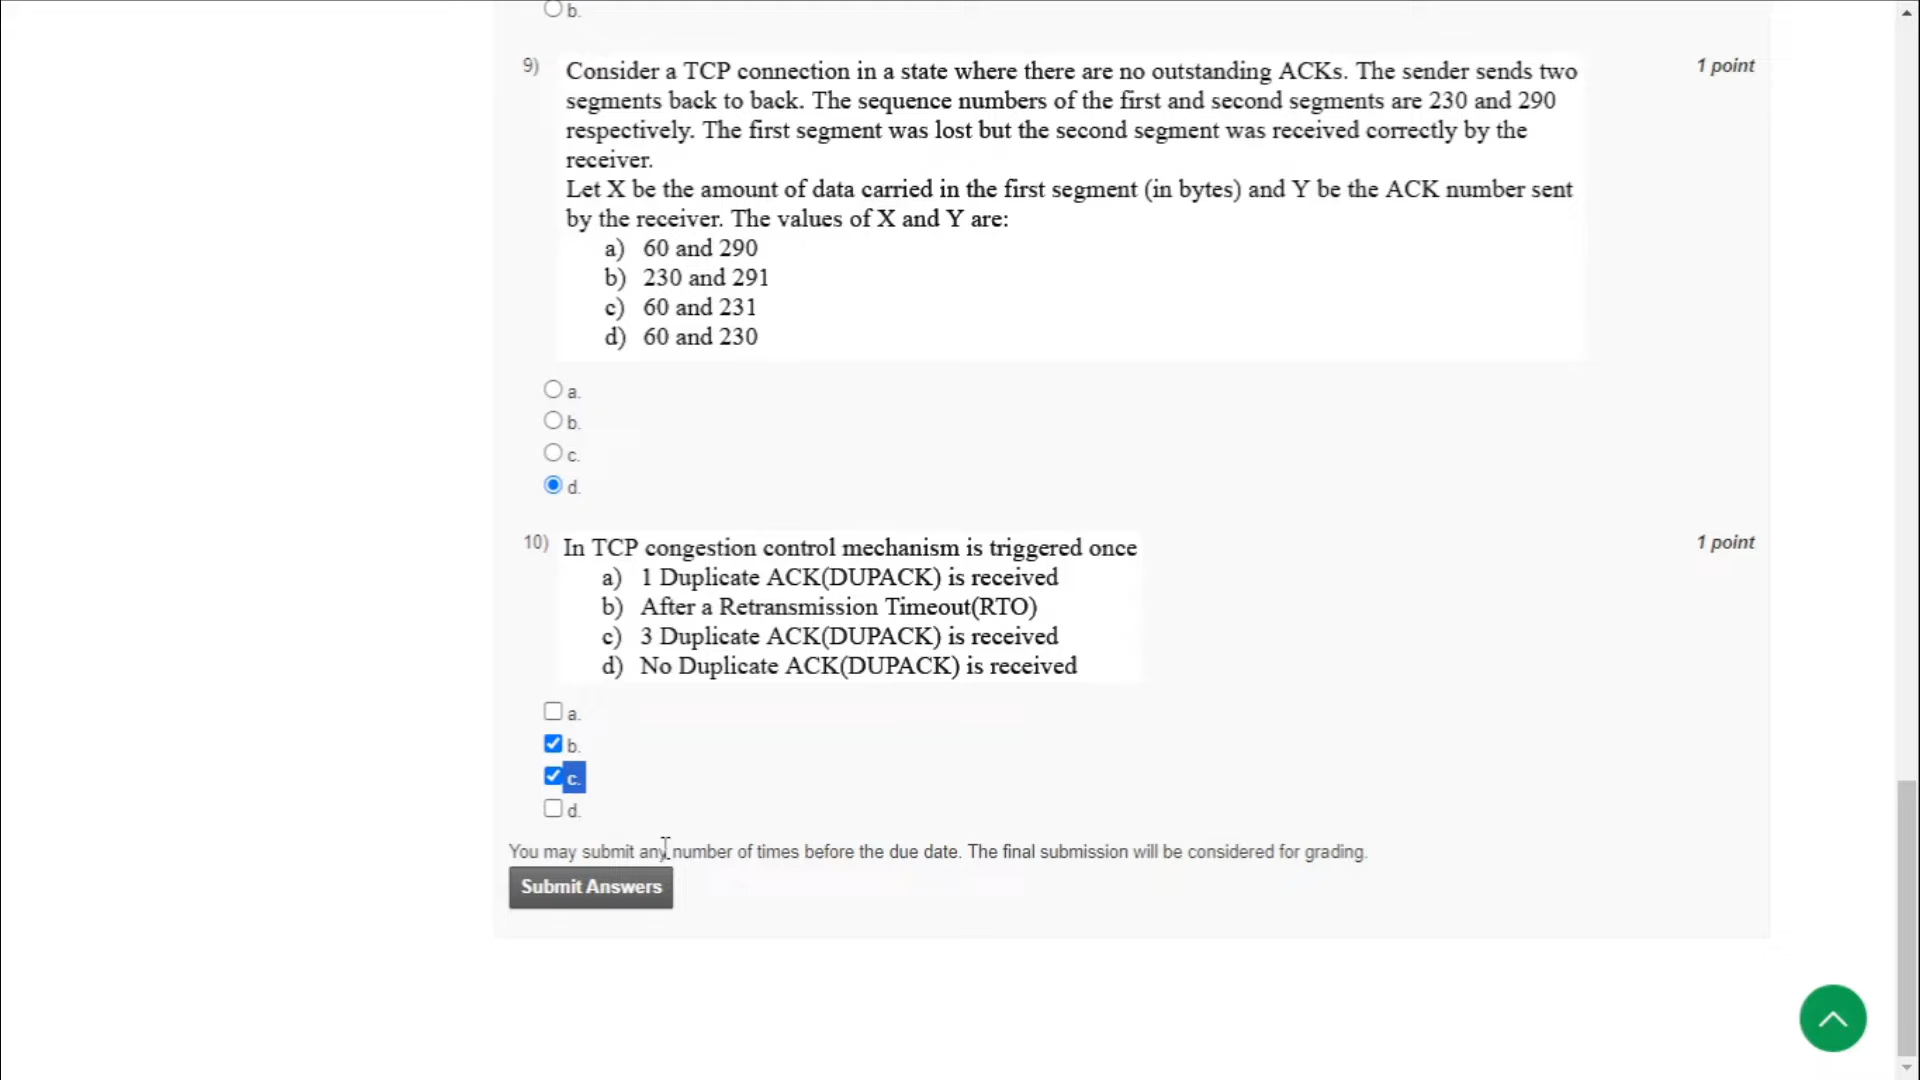 b.
9)
1 point
Consider a TCP connection in a state where there are no outstanding ACKs. The sender sends two
segments back to back. The sequence numbers of the first and second segments are 230 and 290
respectively. The first segment was lost but the second segment was received correctly by the
receiver.
Let X be the amount of data carried in the first segment (in bytes) and Y be the ACK number sent
by the receiver. The values of X and Y are:
a) 60 and 290
b) 230 and 291
c) 60 and 231
d) 60 and 230
a.
b.
c.
d.
10)
1 point
In TCP congestion control mechanism is triggered once
a) 1 Duplicate ACK(DUPACK) is received
b) After a Retransmission Timeout(RTO)
c) 3 Duplicate ACK(DUPACK) is received
d) No Duplicate ACK(DUPACK) is received
a.
b.
c.
d.
You may submit any number of times before the due date. The final submission will be considered for grading.
Submit Answers